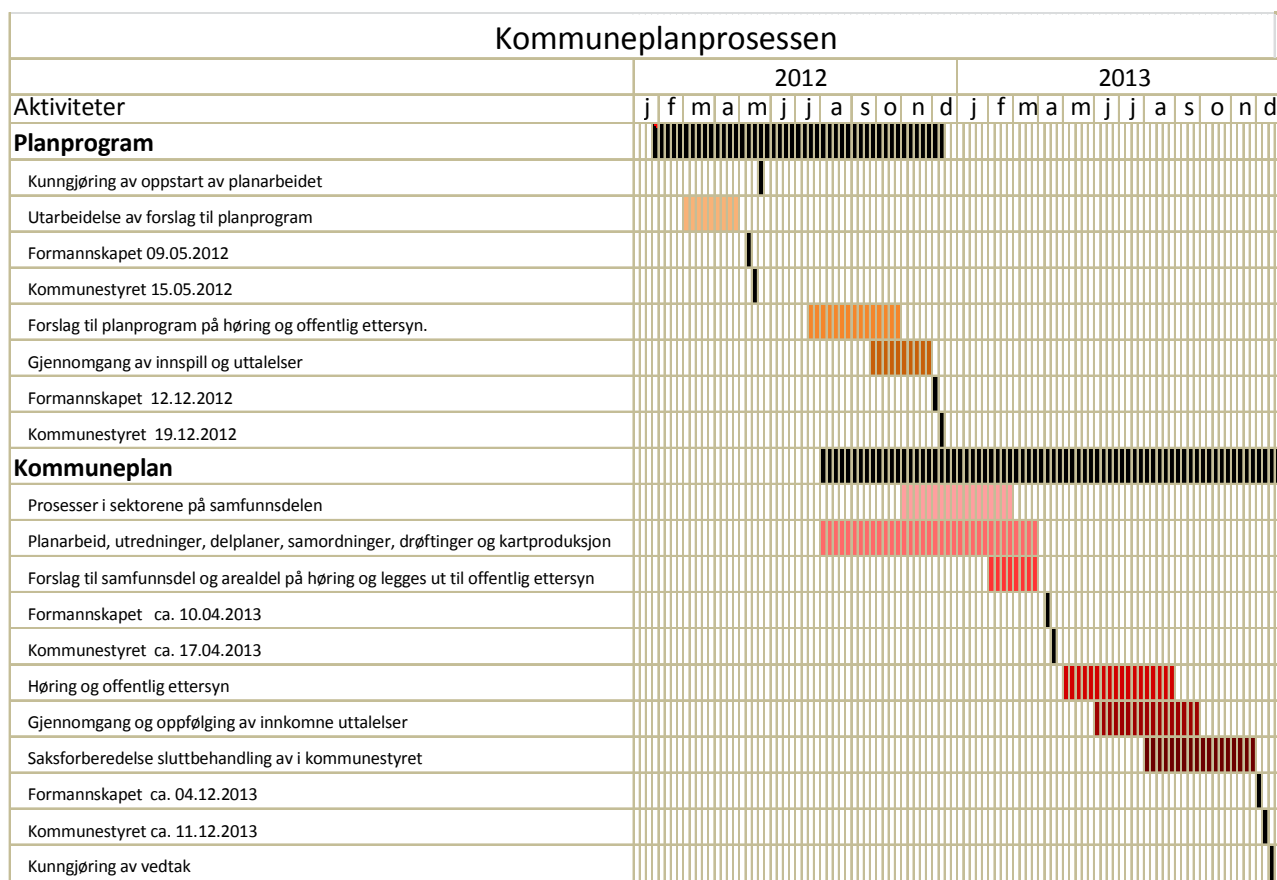 Kommuneplanprosessen
2012 2013
Aktiviteter j f m a m j j a s o n d j f m a m j j a s o n d
Planprogram
Kunngjøring av oppstart av planarbeidet
Utarbeidelse av forslag til planprogram
Formannskapet 09.05.2012
Kommunestyret 15.05.2012
Forslag til planprogram på høring og offentlig ettersyn.
Gjennomgang av innspill og uttalelser
Formannskapet 12.12.2012
Kommunestyret 19.12.2012
Kommuneplan
Prosesser i sektorene på samfunnsdelen
Planarbeid, utredninger, delplaner, samordninger, drøftinger og kartproduksjon
Forslag til samfunnsdel og arealdel på høring og legges ut til offentlig ettersyn
Formannskapet ca. 10.04.2013
Kommunestyret ca. 17.04.2013
Høring og offentlig ettersyn
Gjennomgang og oppfølging av innkomne uttalelser
Saksforberedelse sluttbehandling av i kommunestyret
Formannskapet ca. 04.12.2013
Kommunestyret ca. 11.12.2013
Kunngjøring av vedtak